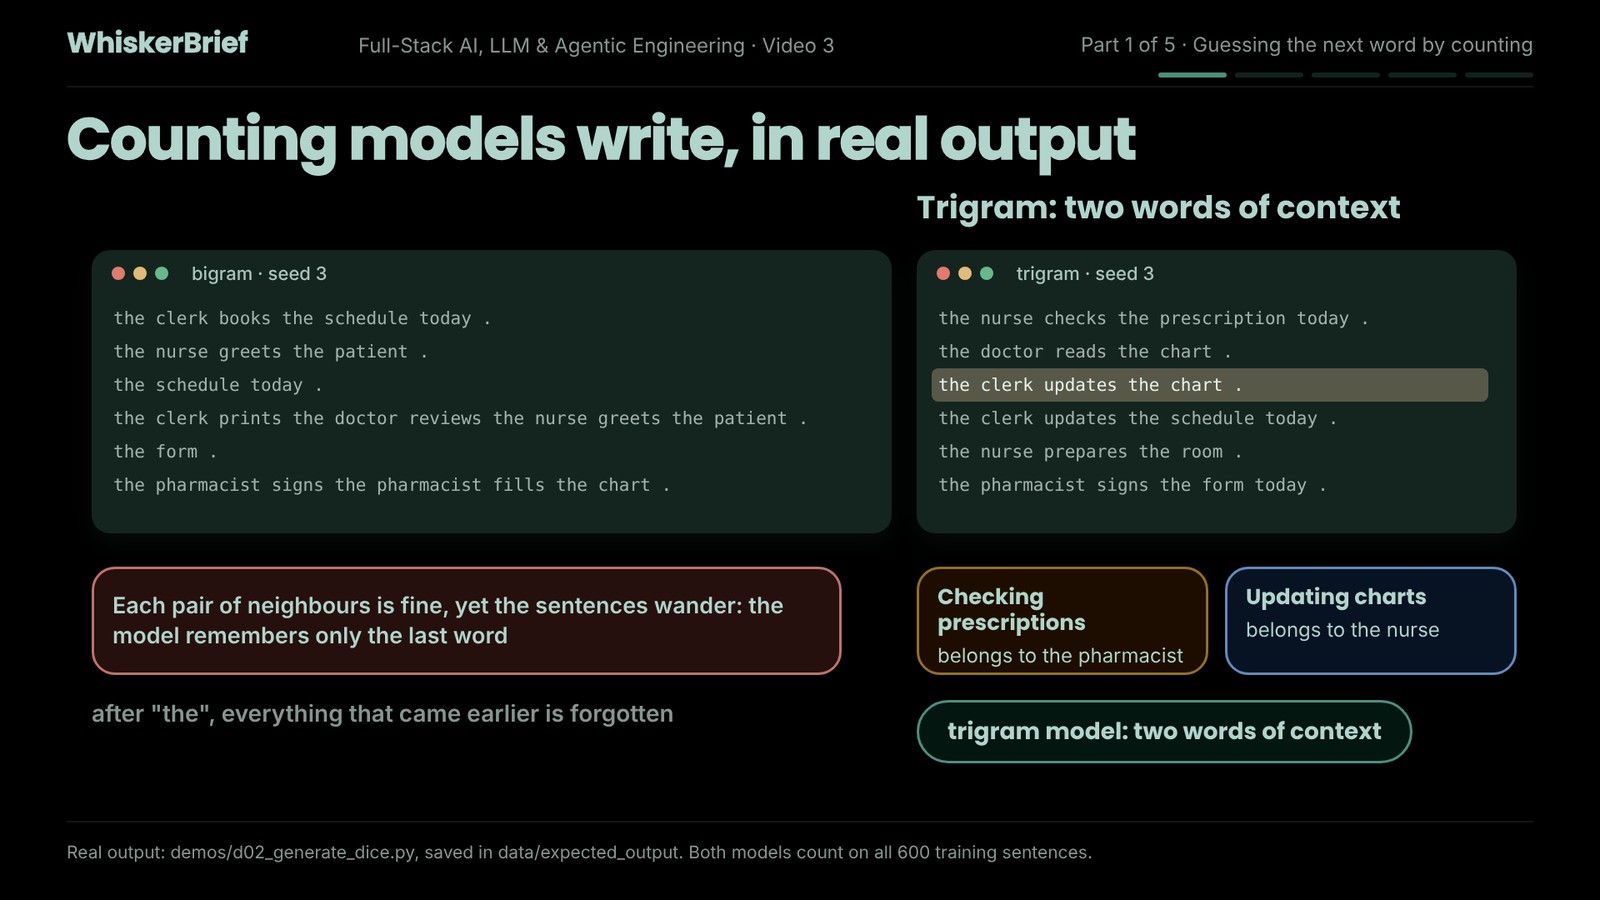 WhiskerBrief
Full-Stack AI, LLM & Agentic Engineering · Video 3
Part 1 of 5 · Guessing the next word by counting
Counting models write, in real output
Trigram: two words of context
bigram · seed 3
the clerk books the schedule today .
the nurse greets the patient .
the schedule today .
the clerk prints the doctor reviews the nurse greets the patient .
the form .
the pharmacist signs the pharmacist fills the chart .
trigram · seed 3
the nurse checks the prescription today .
the doctor reads the chart .
the clerk updates the chart .
the clerk updates the schedule today .
the nurse prepares the room .
the pharmacist signs the form today .
Each pair of neighbours is fine, yet the sentences wander: the
model remembers only the last word
after "the", everything that came earlier is forgotten
Checking
prescriptions
belongs to the pharmacist
Updating charts
belongs to the nurse
trigram model: two words of context
Real output: demos/d02_generate_dice.py, saved in data/expected_output. Both models count on all 600 training sentences.